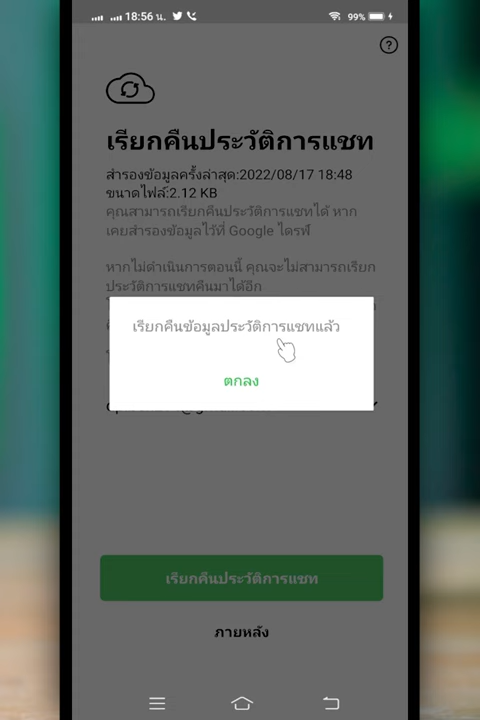 18:56 น.
99%
?
เรียกคืนประวัติการแชท
สำรองข้อมูลครั้งล่าสุด:2022/08/17 18:48
ขนาดไฟล์:2.12 KB
คุณสามารถเรียกคืนประวัติการแชทได้ หาก
เคยสำรองข้อมูลไว้ที่ Google ไดรฟ์
หากไม่ดำเนินการตอนนี้ คุณจะไม่สามารถเรียก
ประวัติการแชทคืนมาได้อีก
เรียกคืนข้อมูลประวัติการแชทแล้ว
ตกลง
เรียกคืนประวัติการแชท
ภายหลัง